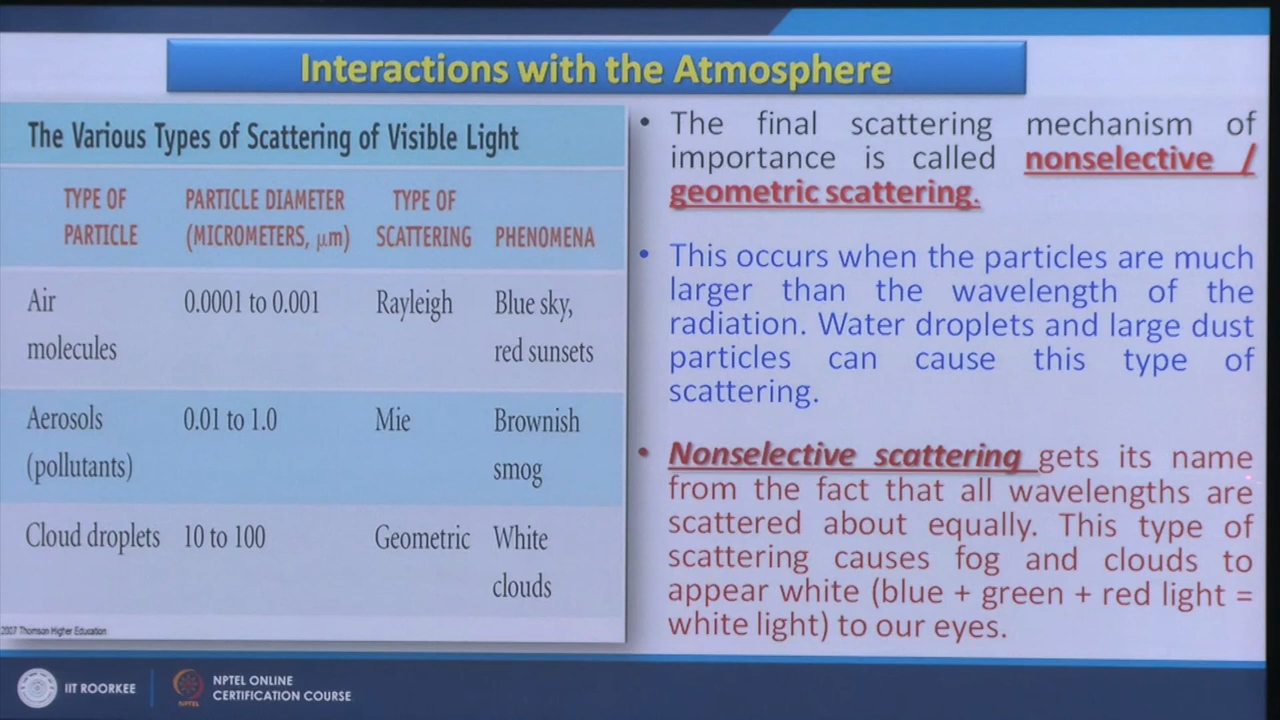 Interactions with the Atmosphere
The Various Types of Scattering of Visible Light
TYPE OF PARTICLE PARTICLE DIAMETER (MICROMETERS, μm) TYPE OF SCATTERING PHENOMENA
Air molecules 0.0001 to 0.001 Rayleigh Blue sky, red sunsets
Aerosols (pollutants) 0.01 to 1.0 Mie Brownish smog
Cloud droplets 10 to 100 Geometric White clouds
2007 Thomson Higher Education
• The final scattering mechanism of
importance is called nonselective /
geometric scattering.
• This occurs when the particles are much
larger than the wavelength of the
radiation. Water droplets and large dust
particles can cause this type of
scattering.
• Nonselective scattering gets its name
from the fact that all wavelengths are
scattered about equally. This type of
scattering causes fog and clouds to
appear white (blue + green + red light =
white light) to our eyes.
IIT ROORKEE
NPTEL
NPTEL ONLINE
CERTIFICATION COURSE